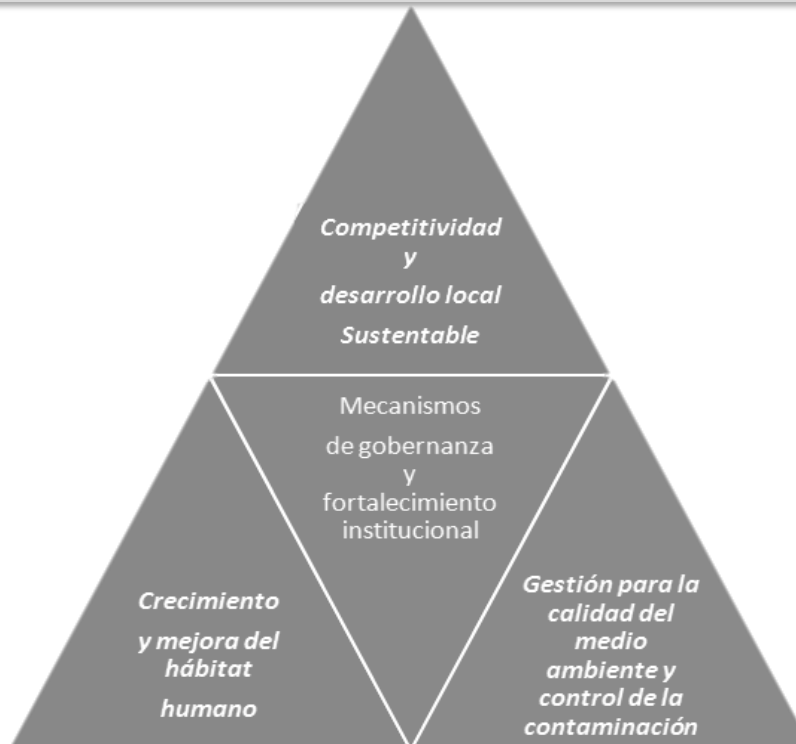 Competitividad
y
desarrollo local
Sustentable
Mecanismos
de gobernanza
y
fortalecimiento
institucional
Crecimiento
y mejora del
hábitat
humano
Gestión para la
calidad del
medio
ambiente y
control de la
contaminación